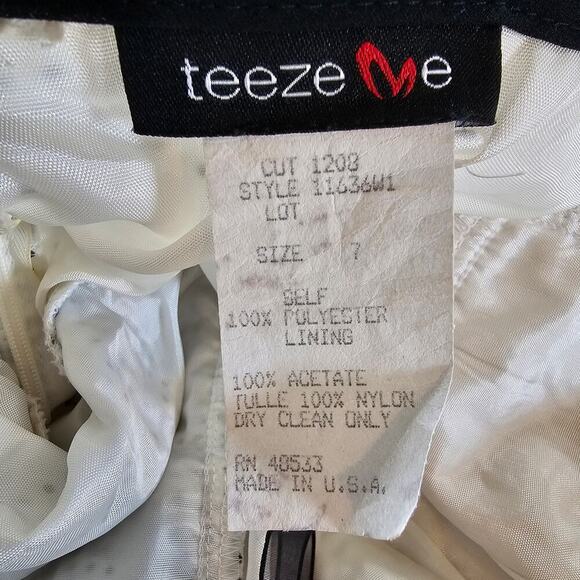 teeze me
CUT 1208
STYLE 11636W1
LOT
SIZE 7
SELF
100% POLYESTER
LINING
100% ACETATE
TULLE 100% NYLON
DRY CLEAN ONLY
RN 40533
MADE IN U.S.A.